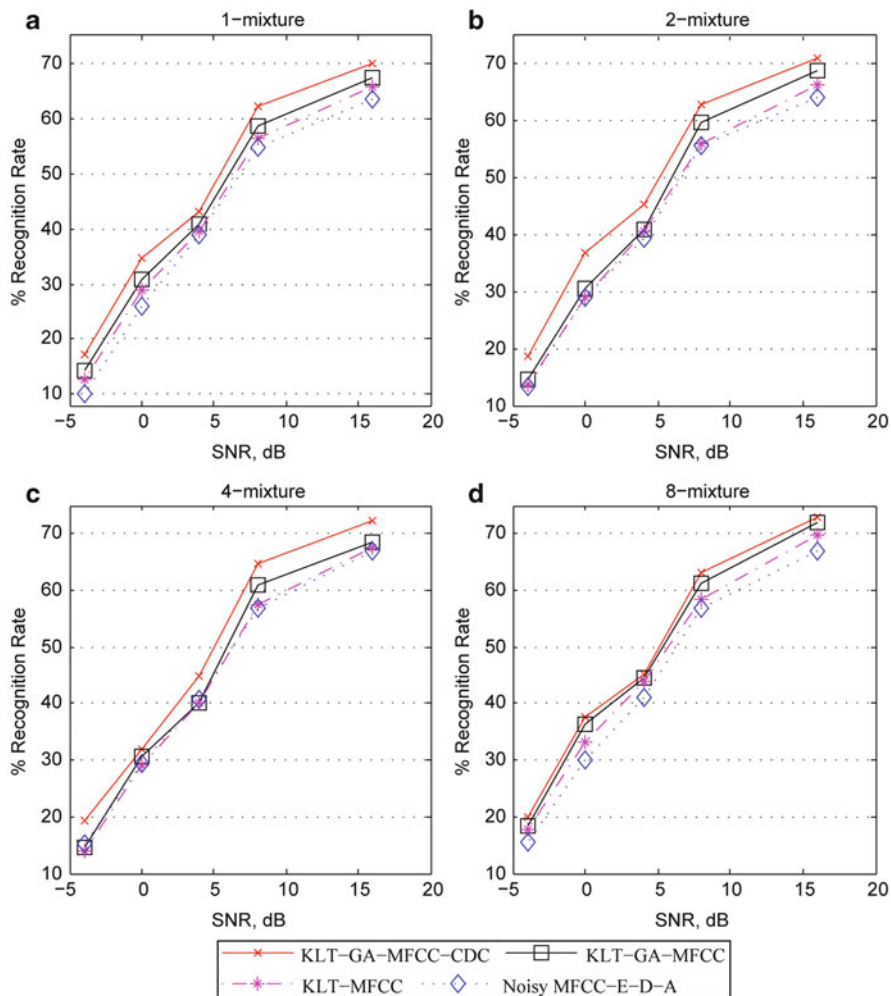 a
1−mixture
% Recognition Rate
70
60
50
40
30
20
10
−5 0 5 10 15 20
SNR, dB
b
2−mixture
% Recognition Rate
70
60
50
40
30
20
10
−5 0 5 10 15 20
SNR, dB
c
4−mixture
% Recognition Rate
70
60
50
40
30
20
10
−5 0 5 10 15 20
SNR, dB
d
8−mixture
% Recognition Rate
70
60
50
40
30
20
10
−5 0 5 10 15 20
SNR, dB
KLT−GA−MFCC−CDC KLT−GA−MFCC
KLT−MFCC Noisy MFCC−E−D−A